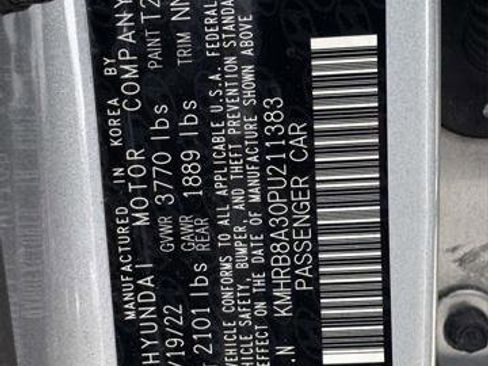 MANUFACTURED IN KOREA BY
HYUNDAI MOTOR COMPANY
/19/22 GVWR 3770 lbs PAINT T2
2101 lbs GAWR REAR 1889 lbs TRIM NN
VEHICLE CONFORMS TO ALL APPLICABLE U.S.A. FEDERAL
VEHICLE SAFETY, BUMPER, AND THEFT PREVENTION STANDA
EFFECT ON THE DATE OF MANUFACTURE SHOWN ABOVE
.N KMHRB8A30PU211383
PASSENGER CAR